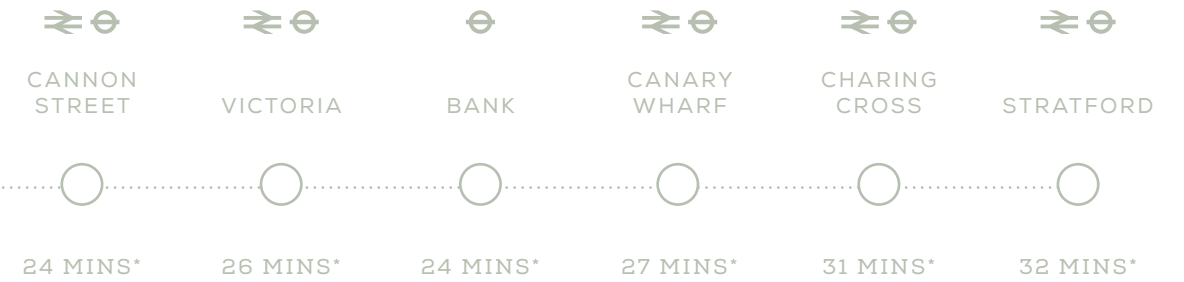 CANNON
STREET
VICTORIA
BANK
CANARY
WHARF
CHARING
CROSS
STRATFORD
24 MINS*
26 MINS*
24 MINS*
27 MINS*
31 MINS*
32 MINS*